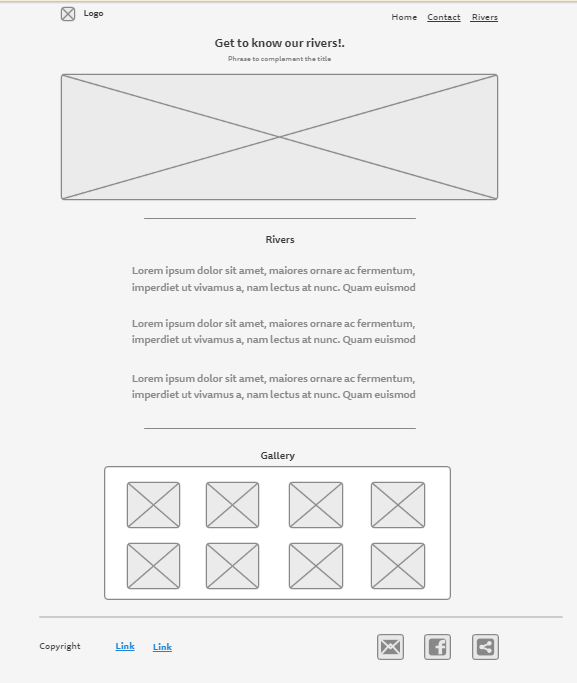 Logo
Home Contact Rivers
Get to know our rivers!.
Phrase to complement the title
Rivers
Lorem ipsum dolor sit amet, maiores ornare ac fermentum,
imperdiet ut vivamus a, nam lectus at nunc. Quam euismod
Lorem ipsum dolor sit amet, maiores ornare ac fermentum,
imperdiet ut vivamus a, nam lectus at nunc. Quam euismod
Lorem ipsum dolor sit amet, maiores ornare ac fermentum,
imperdiet ut vivamus a, nam lectus at nunc. Quam euismod
Gallery
Copyright Link Link